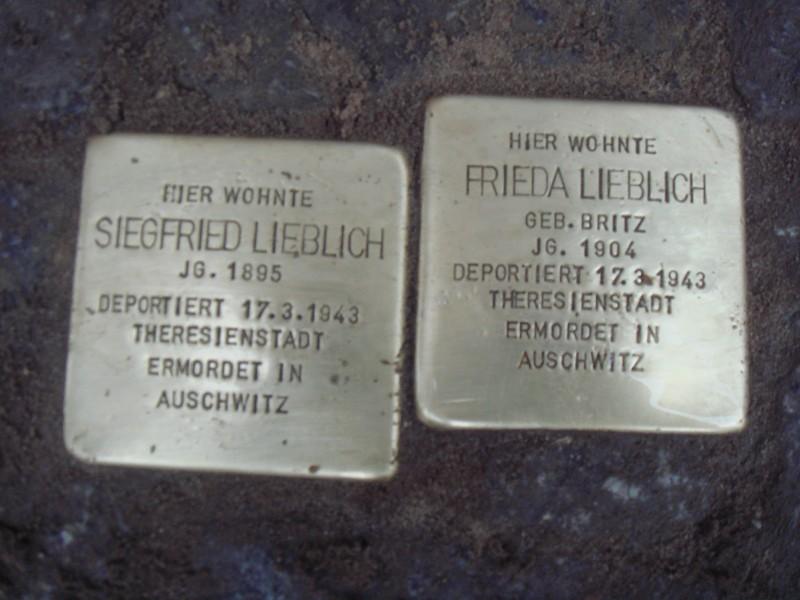 HIER WOHNTE
SIEGFRIED LIEBLICH
JG. 1895
DEPORTIERT 17.3.1943
THERESIENSTADT
ERMORDET IN
AUSCHWITZ
HIER WOHNTE
FRIEDA LIEBLICH
GEB. BRITZ
JG. 1904
DEPORTIERT 17.3.1943
THERESIENSTADT
ERMORDET IN
AUSCHWITZ